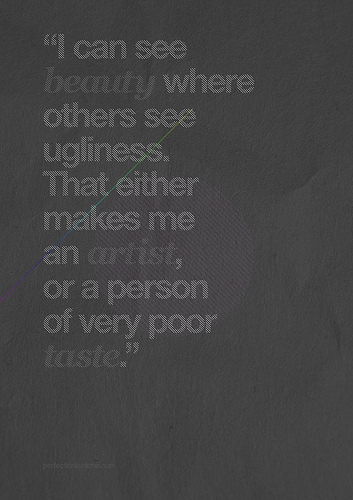 “I can see
beauty where
others see
ugliness.
That either
makes me
an artist,
or a person
of very poor
taste.”